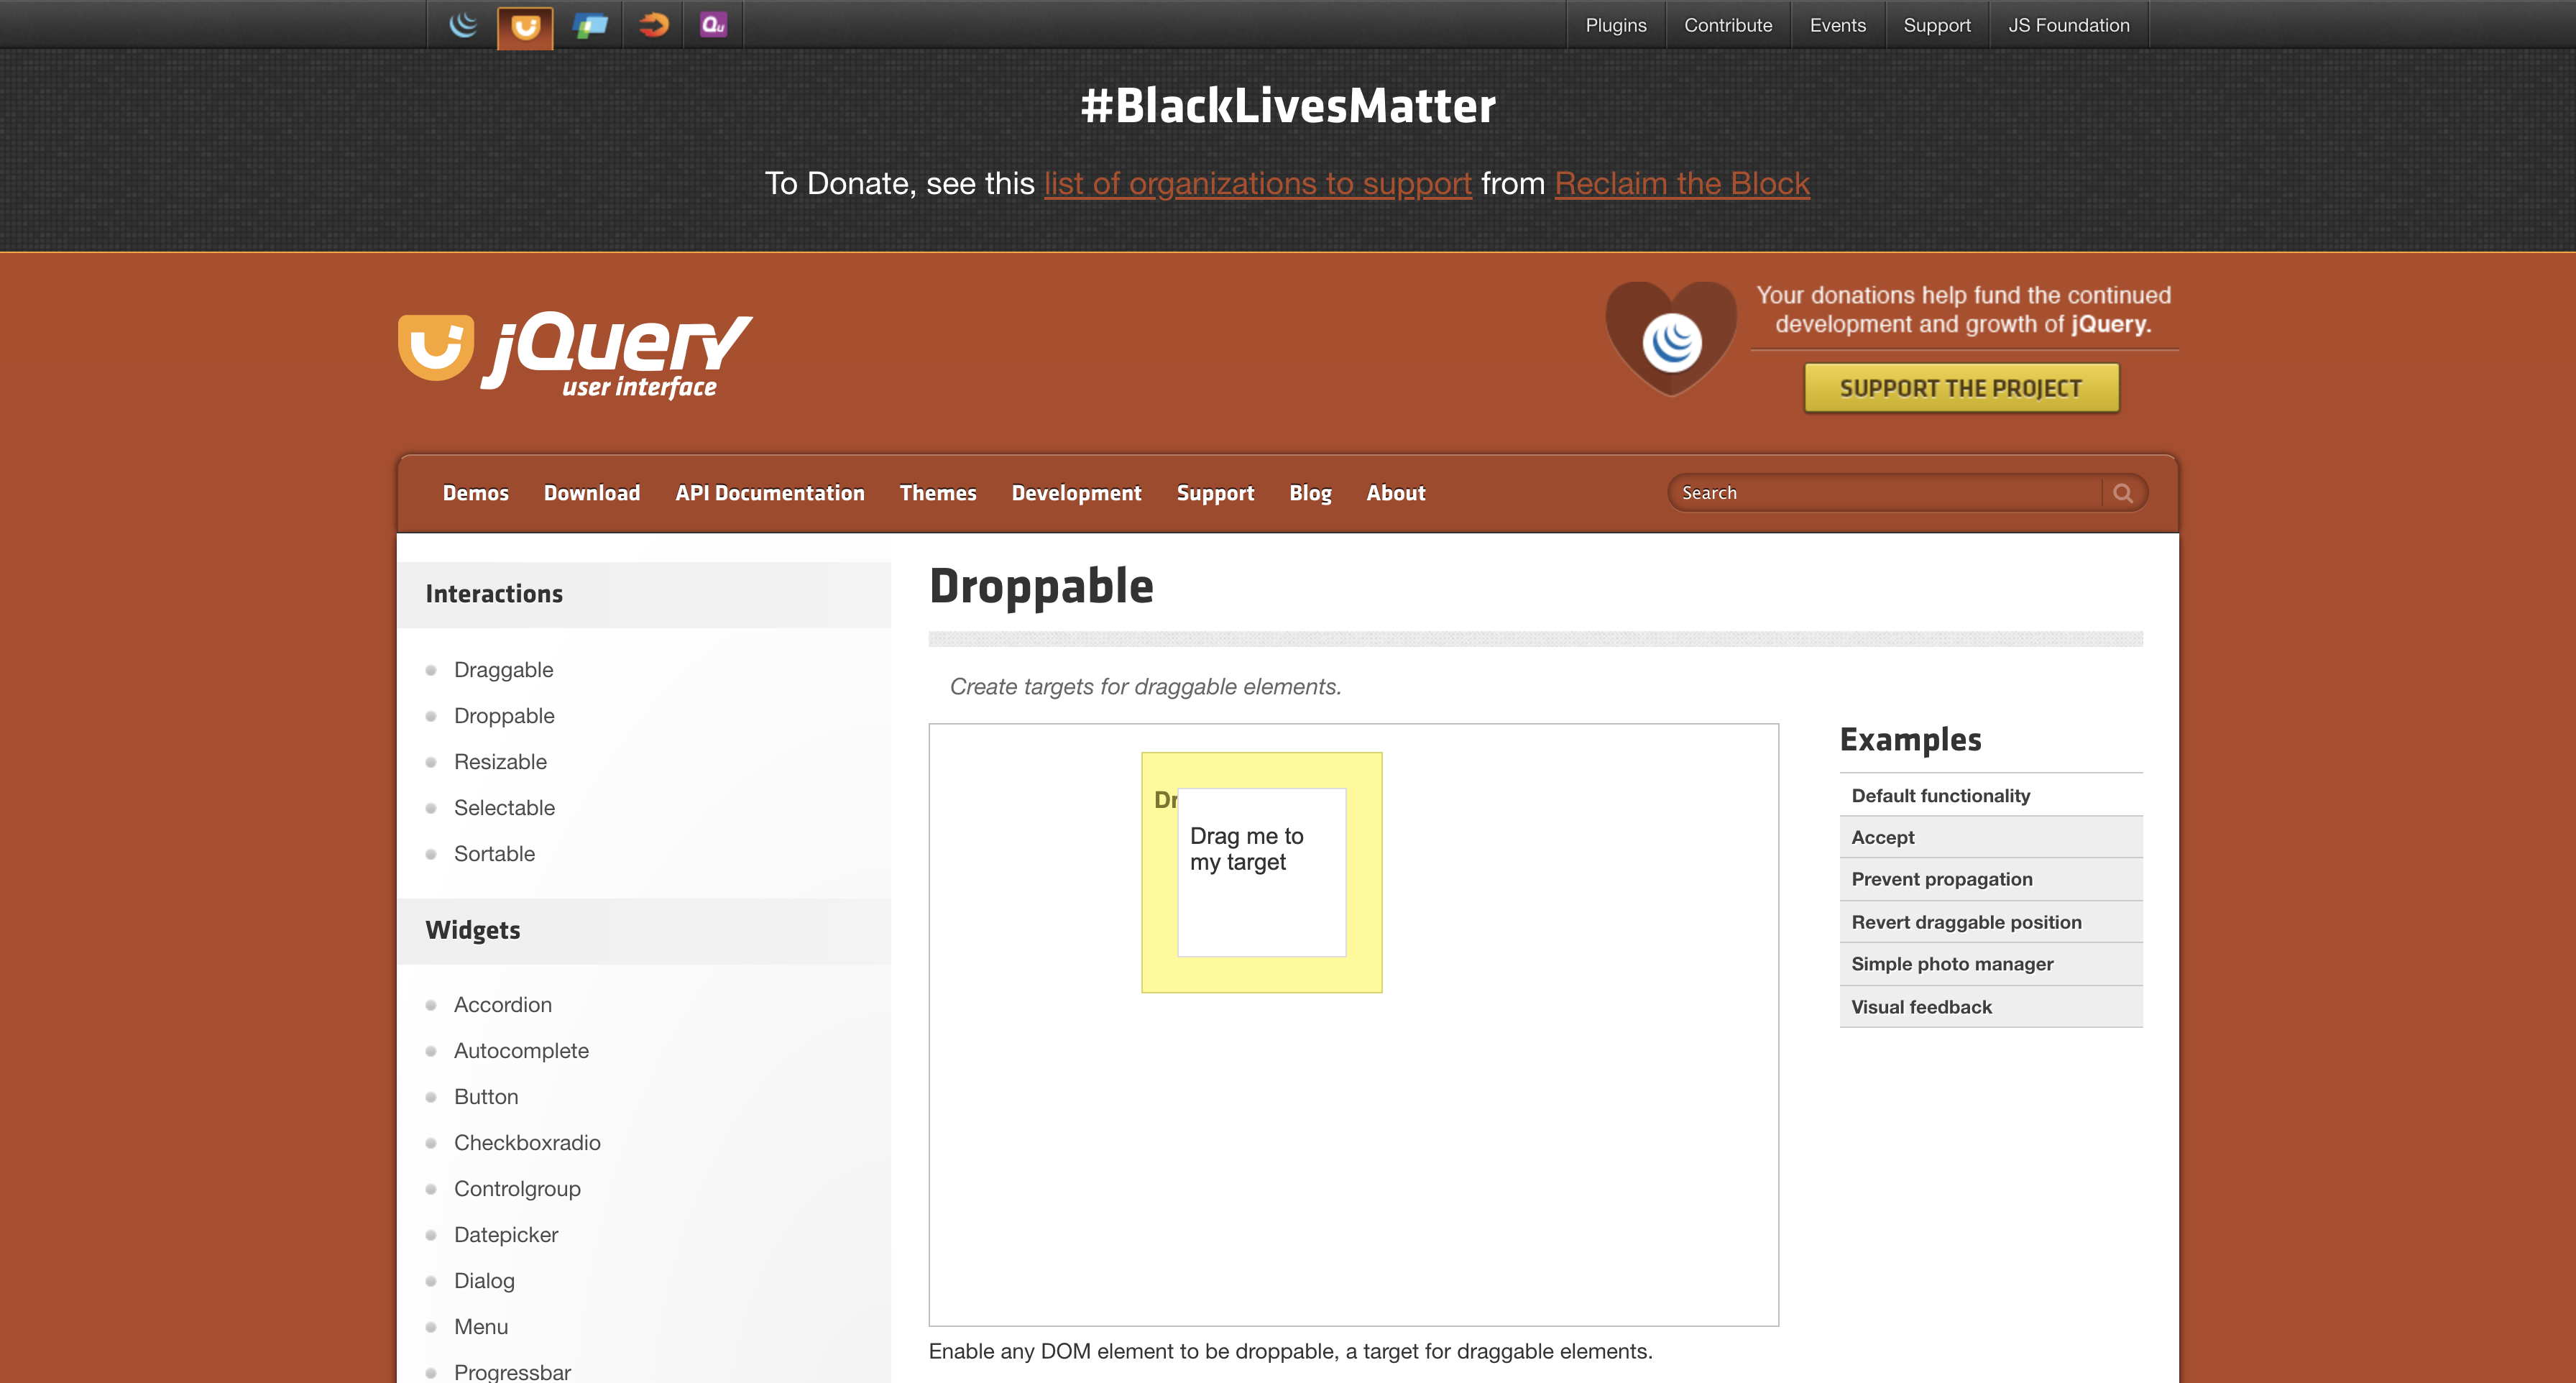 Qu
Plugins
Contribute
Events
Support
JS Foundation
#BlackLivesMatter
To Donate, see this list of organizations to support from Reclaim the Block
jQuery
user interface
Your donations help fund the continued
development and growth of jQuery.
SUPPORT THE PROJECT
Demos
Download
API Documentation
Themes
Development
Support
Blog
About
Search
Interactions
Draggable
Droppable
Resizable
Selectable
Sortable
Widgets
Accordion
Autocomplete
Button
Checkboxradio
Controlgroup
Datepicker
Dialog
Menu
Progressbar
Droppable
Create targets for draggable elements.
Dr
Drag me to
my target
Examples
Default functionality
Accept
Prevent propagation
Revert draggable position
Simple photo manager
Visual feedback
Enable any DOM element to be droppable, a target for draggable elements.